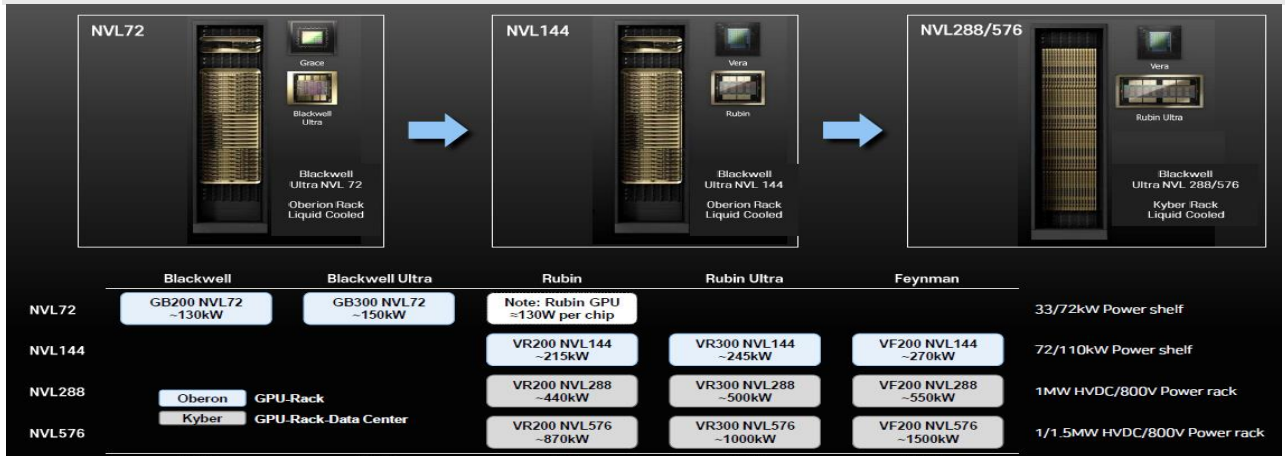 NVL72
Grace
Blackwell
Ultra
Blackwell
Ultra NVL 72
Oberion Rack
Liquid Cooled
NVL144
Vera
Rubin
Blackwell
Ultra NVL 144
Oberion Rack
Liquid Cooled
NVL288/576
Vera
Rubin Ultra
Blackwell
Ultra NVL 288/576
Kyber Rack
Liquid Cooled
Blackwell Blackwell Ultra Rubin Rubin Ultra Feynman
NVL72
GB200 NVL72
~130kW
GB300 NVL72
~150kW
Note: Rubin GPU
≈130W per chip
33/72kW Power shelf
NVL144
VR200 NVL144
~215kW
VR300 NVL144
~245kW
VF200 NVL144
~270kW
72/110kW Power shelf
NVL288
Oberon GPU-Rack
VR200 NVL288
~440kW
VR300 NVL288
~500kW
VF200 NVL288
~550kW
1MW HVDC/800V Power rack
Kyber GPU-Rack-Data Center
NVL576
VR200 NVL576
~870kW
VR300 NVL576
~1000kW
VF200 NVL576
~1500kW
1/1.5MW HVDC/800V Power rack